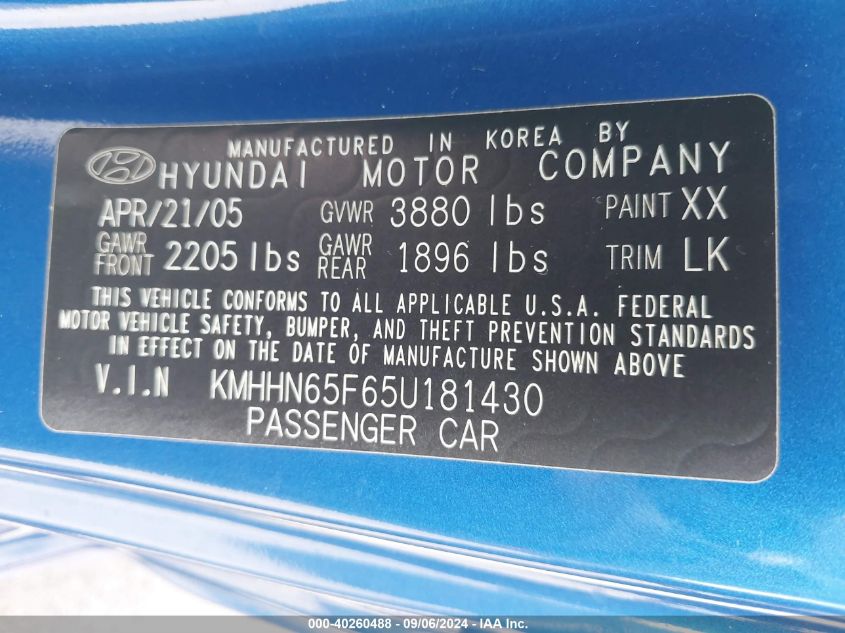 MANUFACTURED IN KOREA BY
HYUNDAI MOTOR COMPANY
APR/21/05 GVWR 3880 lbs PAINT XX
GAWR FRONT 2205 lbs GAWR REAR 1896 lbs TRIM LK
THIS VEHICLE CONFORMS TO ALL APPLICABLE U.S.A. FEDERAL
MOTOR VEHICLE SAFETY, BUMPER, AND THEFT PREVENTION STANDARDS
IN EFFECT ON THE DATE OF MANUFACTURE SHOWN ABOVE
V.I.N KMHHN65F65U181430
PASSENGER CAR
000-40260488 - 09/06/2024 - IAA Inc.